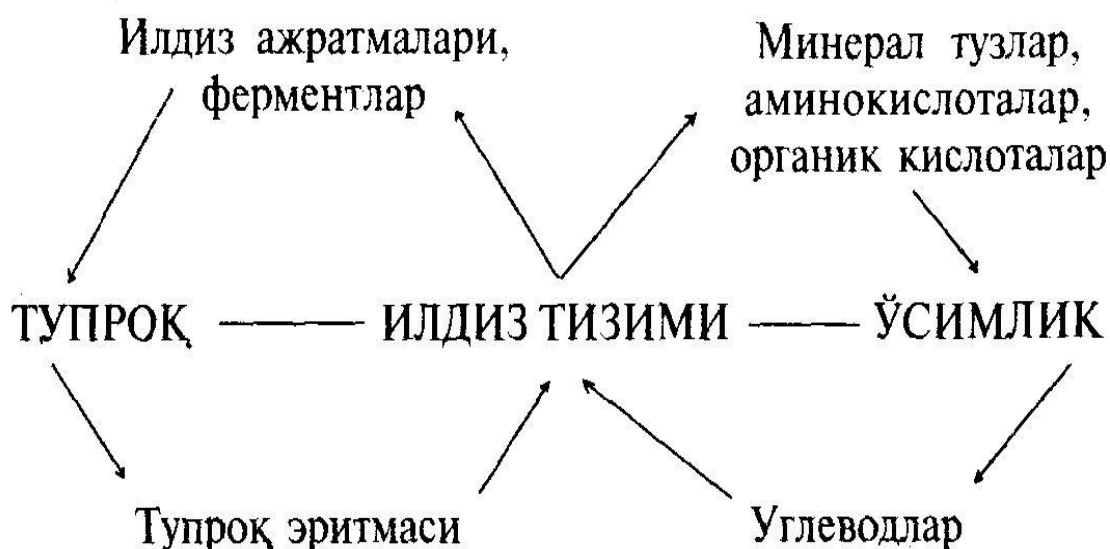 Илдиз ажратмалари,
ферментлар
Минерал тузлар,
аминокислоталар,
органик кислоталар
ТУПРОҚ
ИЛДИЗ ТИЗИМИ
ЎСИМЛИК
Тупроқ эритмаси
Углеводлар